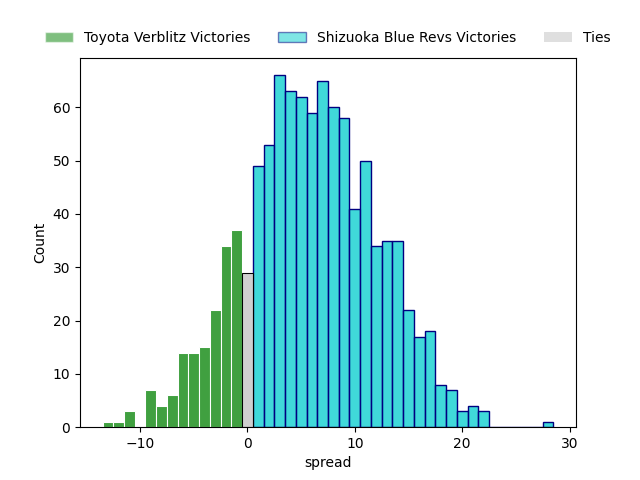 Toyota Verblitz Victories Shizuoka Blue Revs Victories Ties
60
50
40
30
20
10
0
Count
−10 0 10 20 30
spread